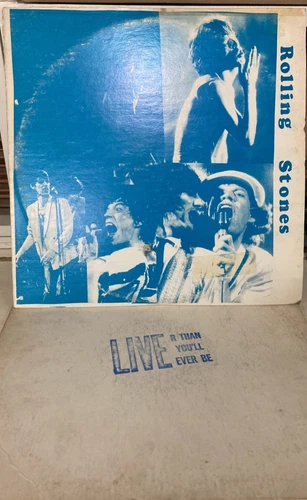 Rolling Stones
LIVE R THAN
YOU'LL
EVER BE